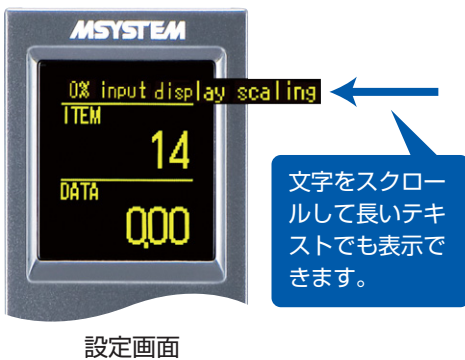 MSYSTEM
0% input display scaling
ITEM
14
DATA
0.00
文字をスクロー
ルして長いテキ
ストでも表示で
きます。
設定画面